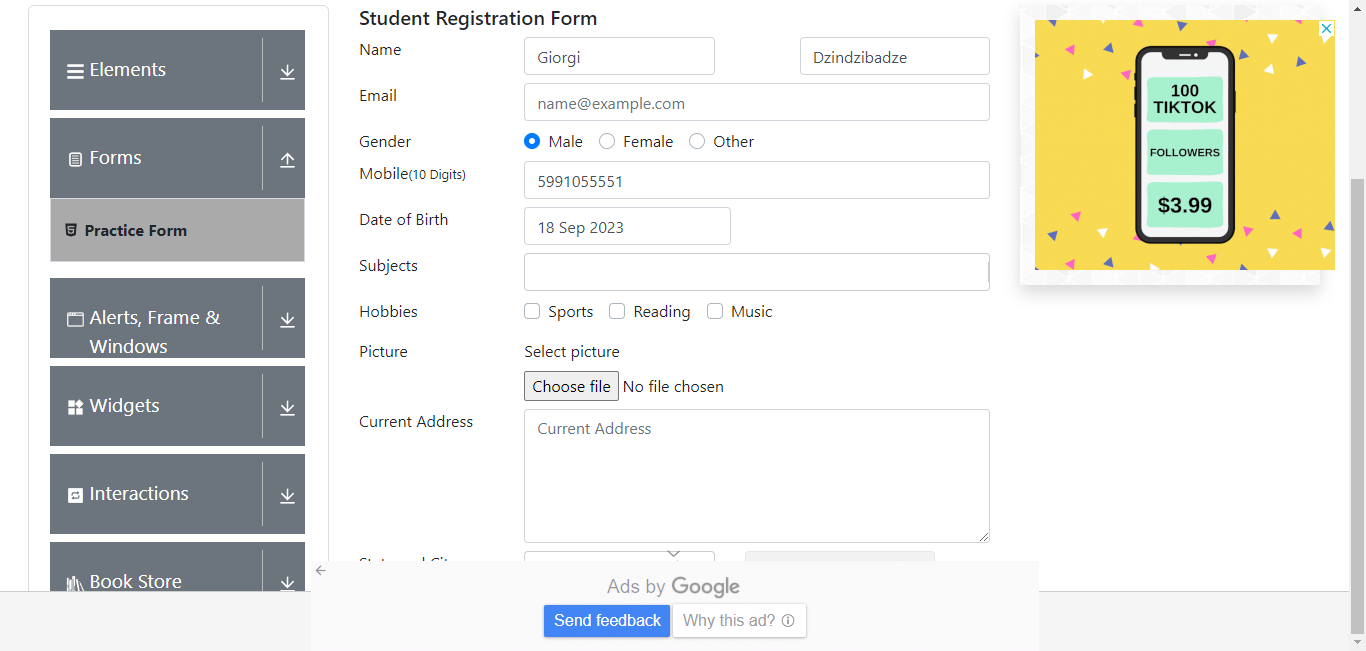 Elements
Forms
Practice Form
Alerts, Frame &
Windows
Widgets
Interactions
Book Store
Student Registration Form
Name Giorgi Dzindzibadze
Email name@example.com
Gender Male Female Other
Mobile(10 Digits) 5991055551
Date of Birth 18 Sep 2023
Subjects
Hobbies Sports Reading Music
Picture Select picture
Choose file No file chosen
Current Address Current Address
100
TIKTOK
FOLLOWERS
$3.99
Ads by Google
Send feedback Why this ad?